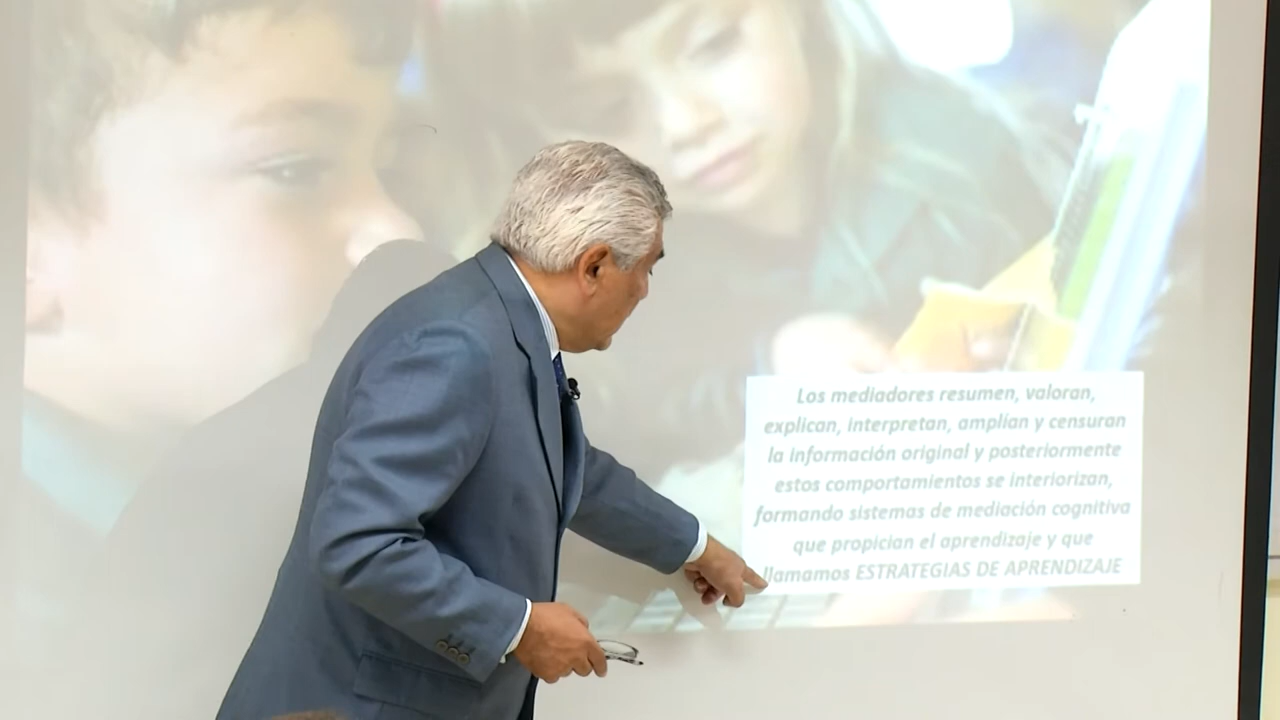 Los mediadores resumen, valoran,
explican, interpretan, amplían y censuran
la información original y posteriormente
estos comportamientos se interiorizan,
formando sistemas de mediación cognitiva
que propician el aprendizaje y que
llamamos ESTRATEGIAS DE APRENDIZAJE